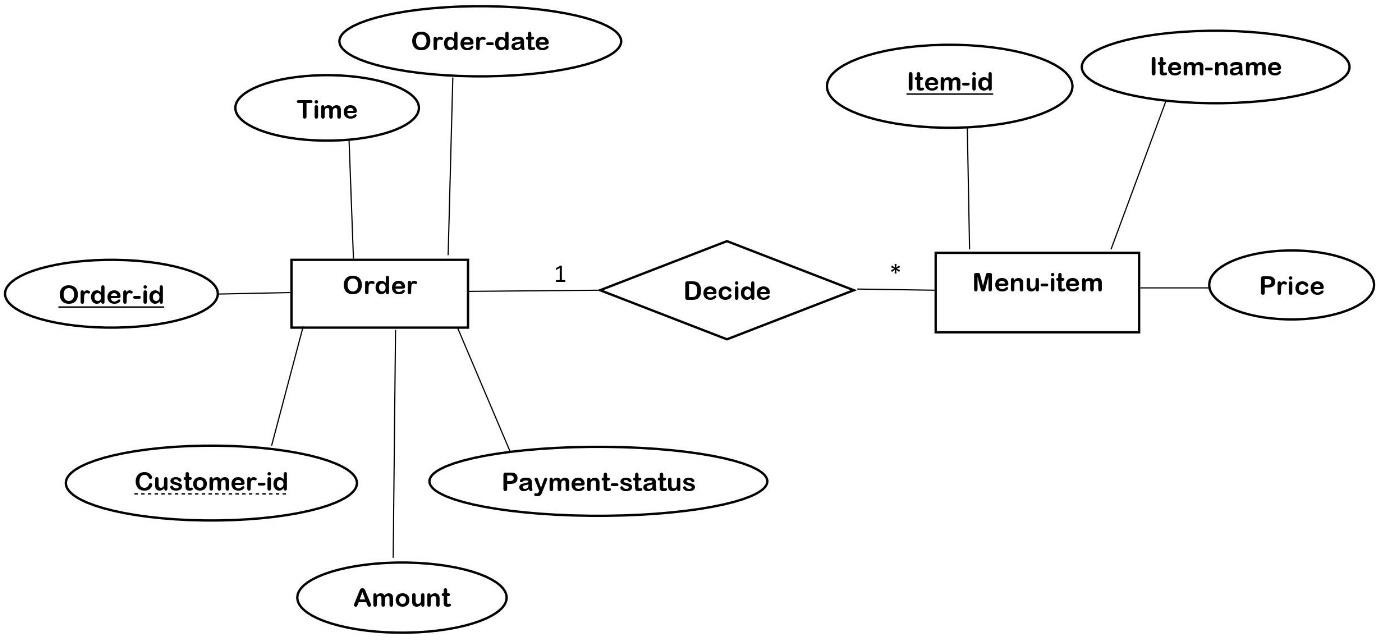 Order-date
Time
Item-id
Item-name
Order-id
Order
1
Decide
*
Menu-item
Price
Customer-id
Payment-status
Amount